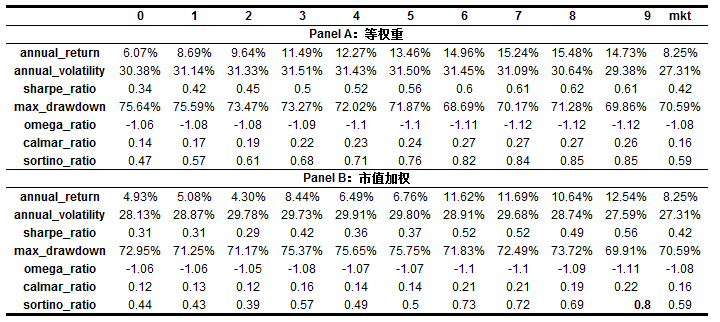 0 1 2 3 4 5 6 7 8 9 mkt
Panel A：等权重
annual_return 6.07% 8.69% 9.64% 11.49% 12.27% 13.46% 14.96% 15.24% 15.48% 14.73% 8.25%
annual_volatility 30.38% 31.14% 31.33% 31.51% 31.43% 31.50% 31.45% 31.09% 30.64% 29.38% 27.31%
sharpe_ratio 0.34 0.42 0.45 0.5 0.52 0.56 0.6 0.61 0.62 0.61 0.42
max_drawdown 75.64% 75.59% 73.47% 73.27% 72.02% 71.87% 68.69% 70.17% 71.28% 69.86% 70.59%
omega_ratio -1.06 -1.08 -1.08 -1.09 -1.1 -1.1 -1.11 -1.12 -1.12 -1.12 -1.08
calmar_ratio 0.14 0.17 0.19 0.22 0.23 0.24 0.27 0.27 0.27 0.26 0.16
sortino_ratio 0.47 0.57 0.61 0.68 0.71 0.76 0.82 0.84 0.85 0.85 0.59
Panel B：市值加权
annual_return 4.93% 5.08% 4.30% 8.44% 6.49% 6.76% 11.62% 11.69% 10.64% 12.54% 8.25%
annual_volatility 28.13% 28.87% 29.78% 29.73% 29.91% 29.80% 28.91% 29.68% 28.74% 27.59% 27.31%
sharpe_ratio 0.31 0.31 0.29 0.42 0.36 0.37 0.52 0.52 0.49 0.56 0.42
max_drawdown 72.95% 71.25% 71.17% 75.37% 75.65% 75.75% 71.83% 72.49% 73.72% 69.91% 70.59%
omega_ratio -1.06 -1.06 -1.05 -1.08 -1.07 -1.07 -1.1 -1.1 -1.09 -1.11 -1.08
calmar_ratio 0.12 0.13 0.12 0.16 0.14 0.14 0.21 0.21 0.19 0.22 0.16
sortino_ratio 0.44 0.43 0.39 0.57 0.49 0.5 0.73 0.72 0.69 0.8 0.59